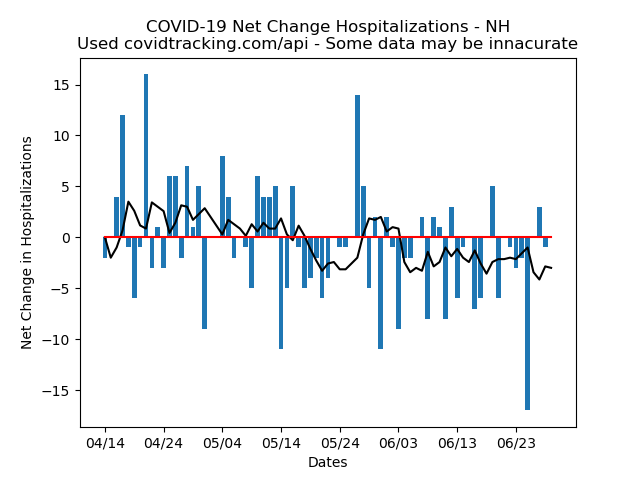 COVID-19 Net Change Hospitalizations - NH
Used covidtracking.com/api - Some data may be innacurate
Net Change in Hospitalizations
15
10
5
0
−5
−10
−15
04/14 04/24 05/04 05/14 05/24 06/03 06/13 06/23
Dates